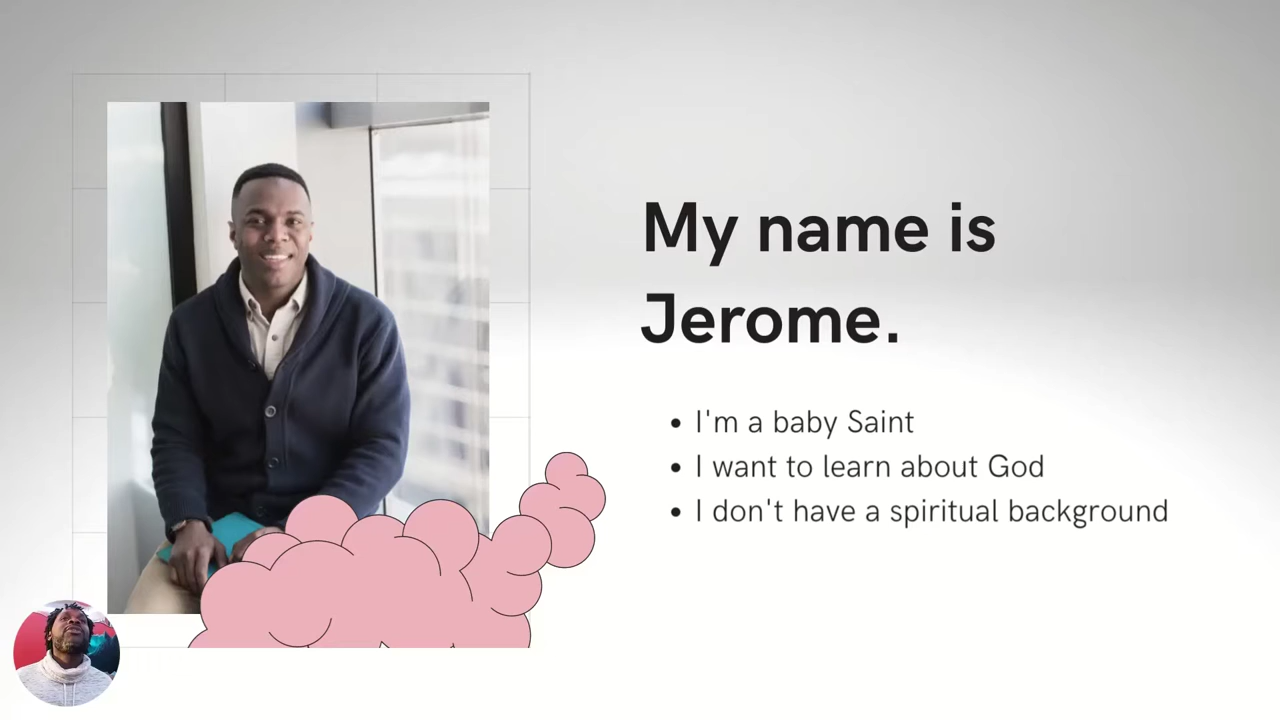 My name is
Jerome.
• I'm a baby Saint
• I want to learn about God
• I don't have a spiritual background